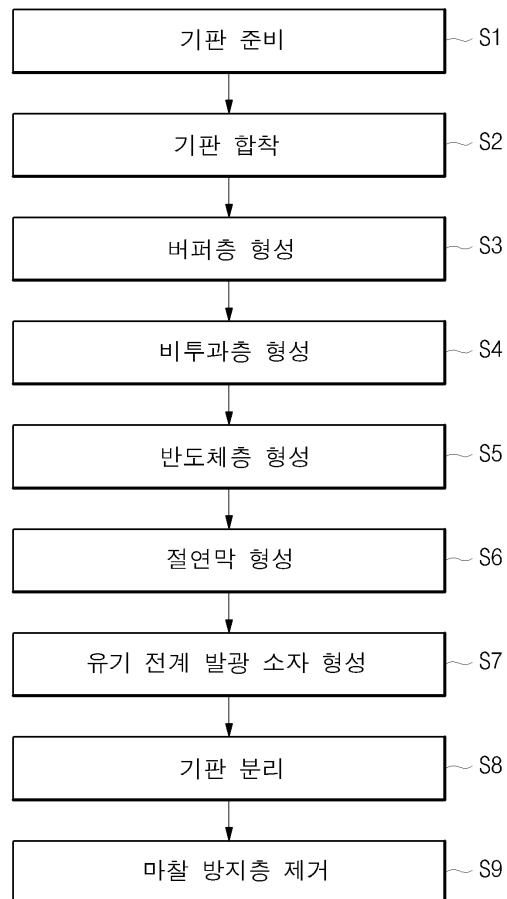 기판 준비 S1
기판 합착 S2
버퍼층 형성 S3
비투과층 형성 S4
반도체층 형성 S5
절연막 형성 S6
유기 전계 발광 소자 형성 S7
기판 분리 S8
마찰 방지층 제거 S9